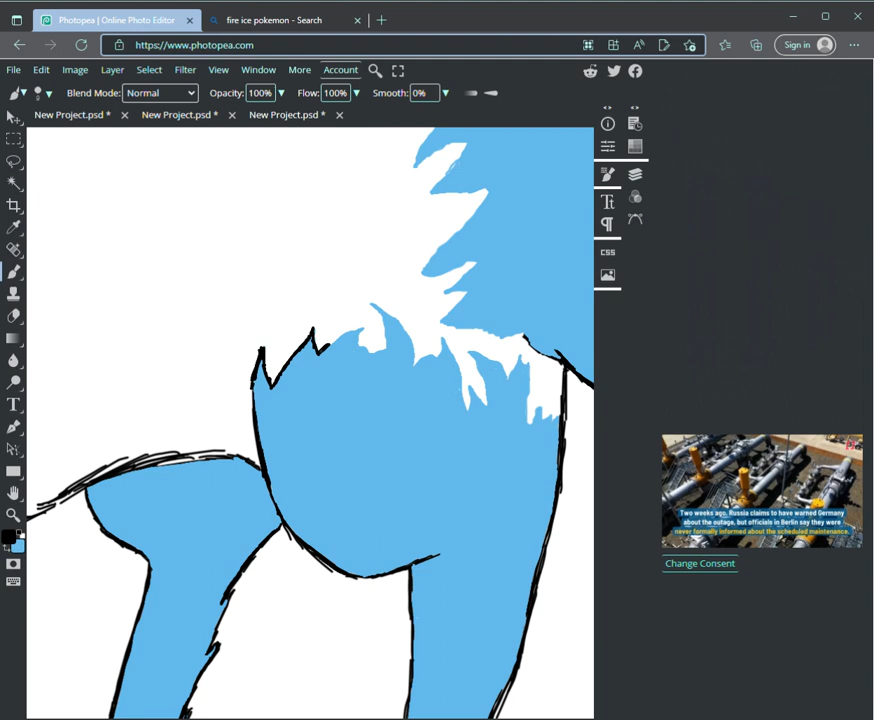 Photopea | Online Photo Editor
fire ice pokemon - Search
https://www.photopea.com
Sign in
File Edit Image Layer Select Filter View Window More Account
Blend Mode: Normal Opacity: 100% Flow: 100% Smooth: 0%
New Project.psd * New Project.psd * New Project.psd *
CSS
Two weeks ago, Russia claims to have warned Germany
about the outage, but officials in Berlin say they were
never formally informed about the scheduled maintenance.
Change Consent